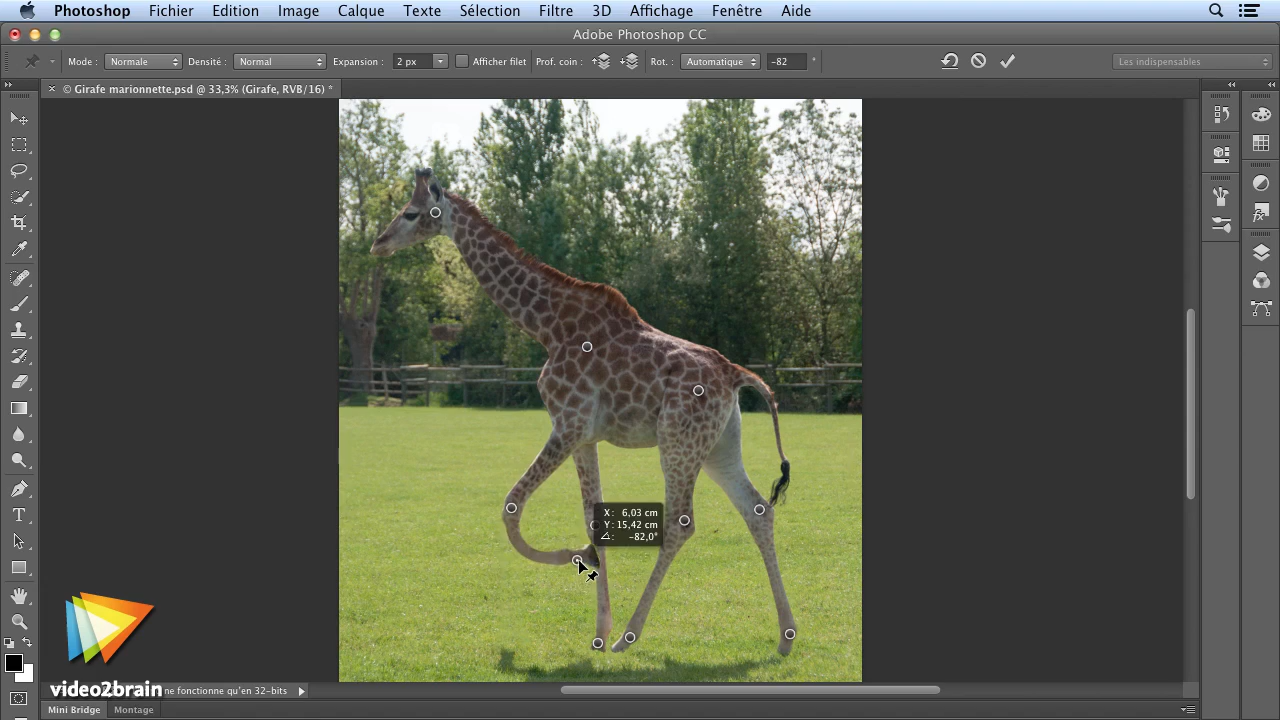 Photoshop Fichier Edition Image Calque Texte Sélection Filtre 3D Affichage Fenêtre Aide
Adobe Photoshop CC
Mode : Normale Densité : Normal Expansion : 2 px Afficher filet Prof. coin : Rot. : Automatique -82 ° Les indispensables
© Girafe marionnette.psd @ 33,3% (Girafe, RVB/16) *
X : 6,03 cm
Y : 15,42 cm
: -82,0°
T
video2brain ne fonctionne qu'en 32-bits
Mini Bridge Montage